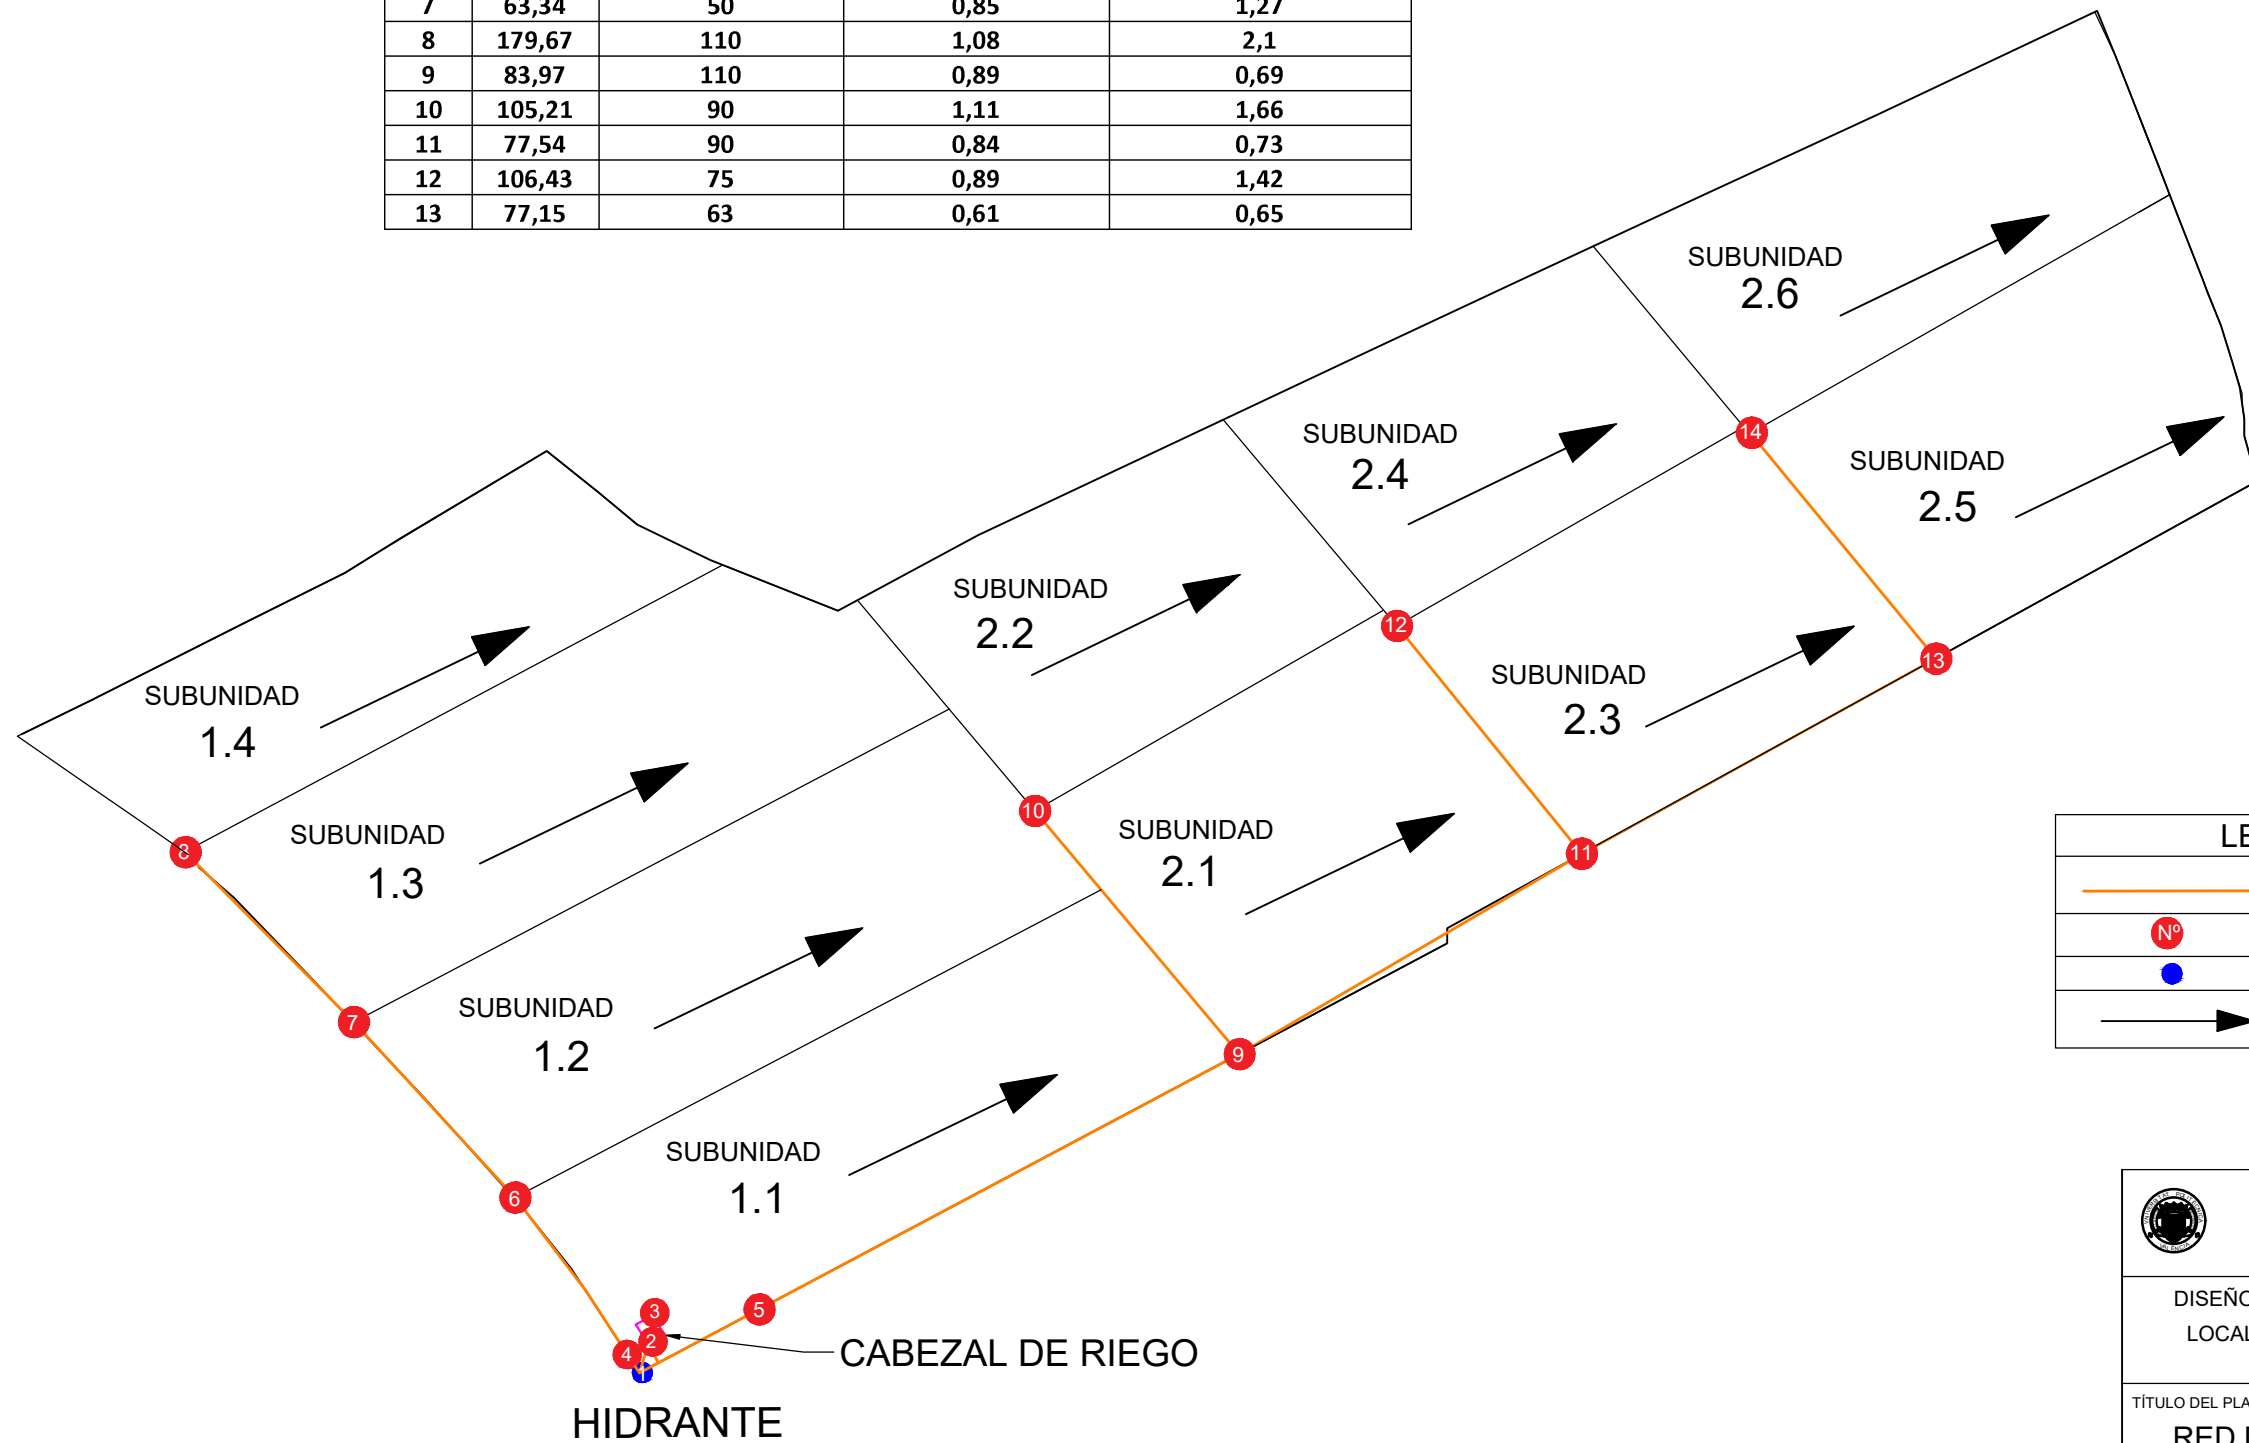 7 63,34 50 0,85 1,27
8 179,67 110 1,08 2,1
9 83,97 110 0,89 0,69
10 105,21 90 1,11 1,66
11 77,54 90 0,84 0,73
12 106,43 75 0,89 1,42
13 77,15 63 0,61 0,65
SUBUNIDAD
2.6
SUBUNIDAD
2.4
14
SUBUNIDAD
2.5
SUBUNIDAD
2.2
12
SUBUNIDAD
1.4
SUBUNIDAD
2.3
13
SUBUNIDAD
1.3
8
10
SUBUNIDAD
2.1
11
SUBUNIDAD
1.2
7
9
SUBUNIDAD
1.1
6
5
3
2
4
1
CABEZAL DE RIEGO
HIDRANTE
LE
Nº
DISEÑO
LOCAL
TÍTULO DEL PLA
RED